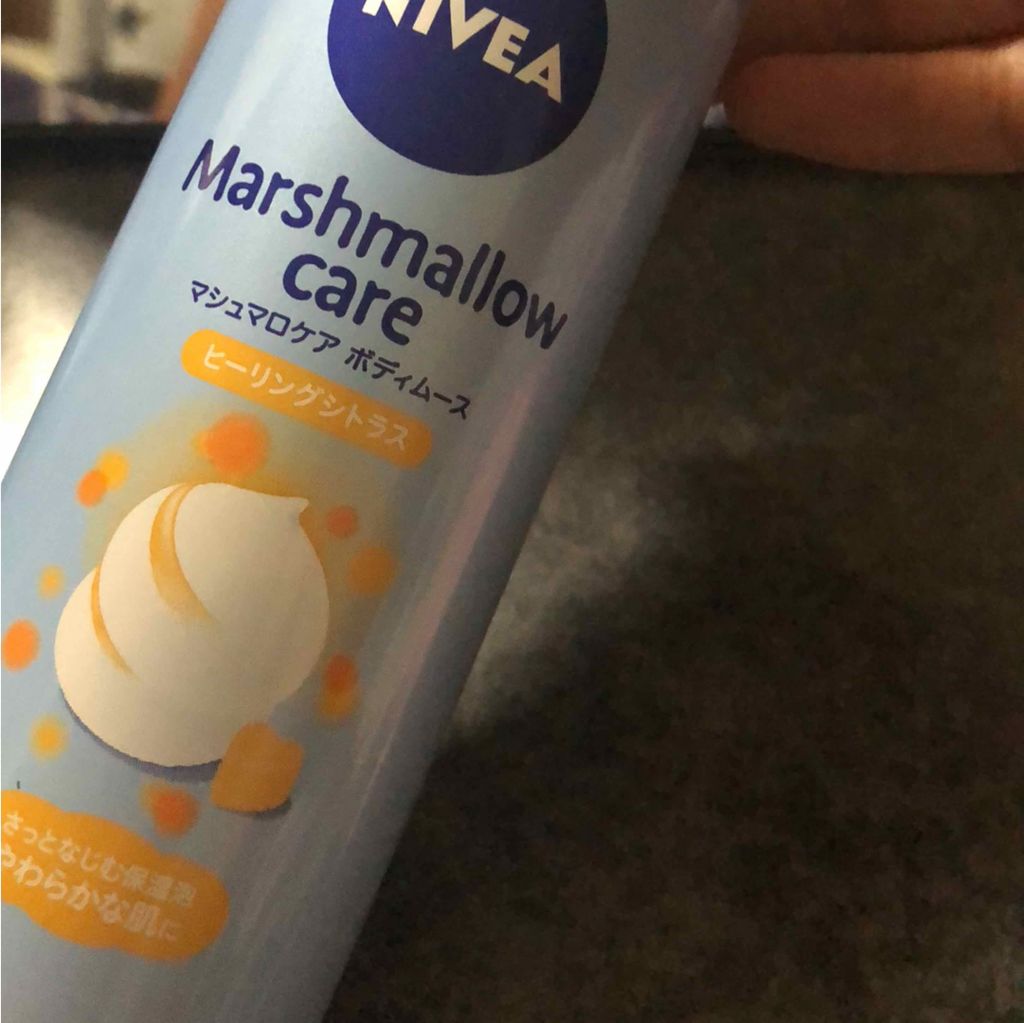 NIVEA
Marshmallow
care
マシュマロケア ボディムース
ヒーリングシトラス
さっとなじむ保湿泡
やわらかな肌に